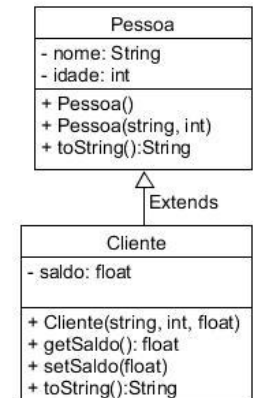 Pessoa
- nome: String
- idade: int
+ Pessoa()
+ Pessoa(string, int)
+ toString():String
Extends
Cliente
- saldo: float
+ Cliente(string, int, float)
+ getSaldo(): float
+ setSaldo(float)
+ toString():String